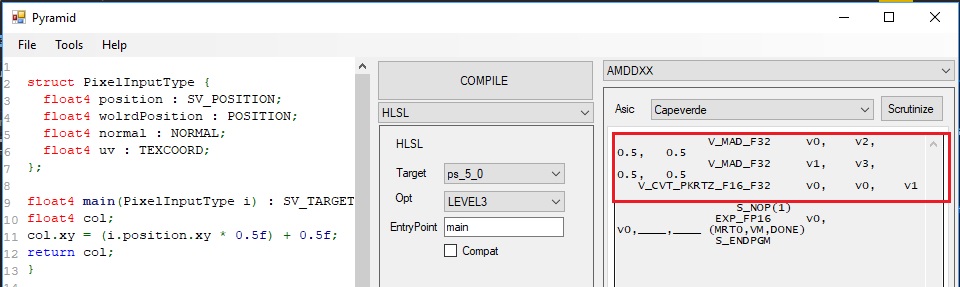 Pyramid
File Tools Help
1
2 struct PixelInputType {
3 float4 position : SV_POSITION;
4 float4 wolrdPosition : POSITION;
5 float4 normal : NORMAL;
6 float4 uv : TEXCOORD;
7 };
8
9 float4 main(PixelInputType i) : SV_TARGET
10 float4 col;
11 col.xy = (i.position.xy * 0.5f) + 0.5f;
12 return col;
13 }
14
COMPILE
HLSL
HLSL
Target ps_5_0
Opt LEVEL3
EntryPoint main
Compat
AMDDXX
Asic Capeverde Scrutinize
V_MAD_F32 v0, v2,
0.5, 0.5
V_MAD_F32 v1, v3,
0.5, 0.5
V_CVT_PKRTZ_F16_F32 v0, v0, v1
S_NOP(1)
EXP_FP16 v0,
v0,____,____ (MRT0,VM,DONE)
S_ENDPGM